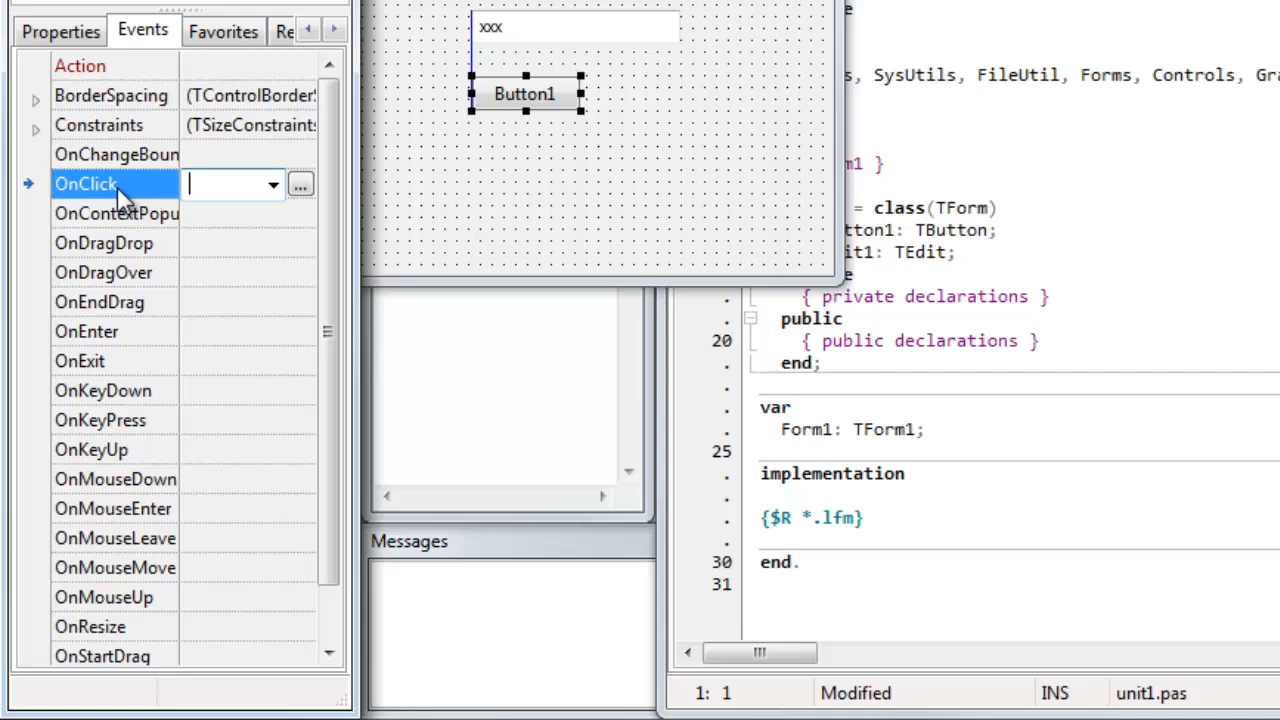 Properties
Events
Favorites
Re
Action
BorderSpacing (TControlBorderS
Constraints (TSizeConstraints
OnChangeBoun
OnClick
...
OnContextPopu
OnDragDrop
OnDragOver
OnEndDrag
OnEnter
OnExit
OnKeyDown
OnKeyPress
OnKeyUp
OnMouseDown
OnMouseEnter
OnMouseLeave
OnMouseMove
OnMouseUp
OnResize
OnStartDrag
xxx
Button1
Messages
e
s, SysUtils, FileUtil, Forms, Controls, Gra
m1 }
= class(TForm)
tton1: TButton;
it1: TEdit;
e
. { private declarations }
. public
20 { public declarations }
. end;
.
. var
. Form1: TForm1;
25
. implementation
.
. {$R *.lfm}
.
30 end.
31
1: 1 Modified INS unit1.pas